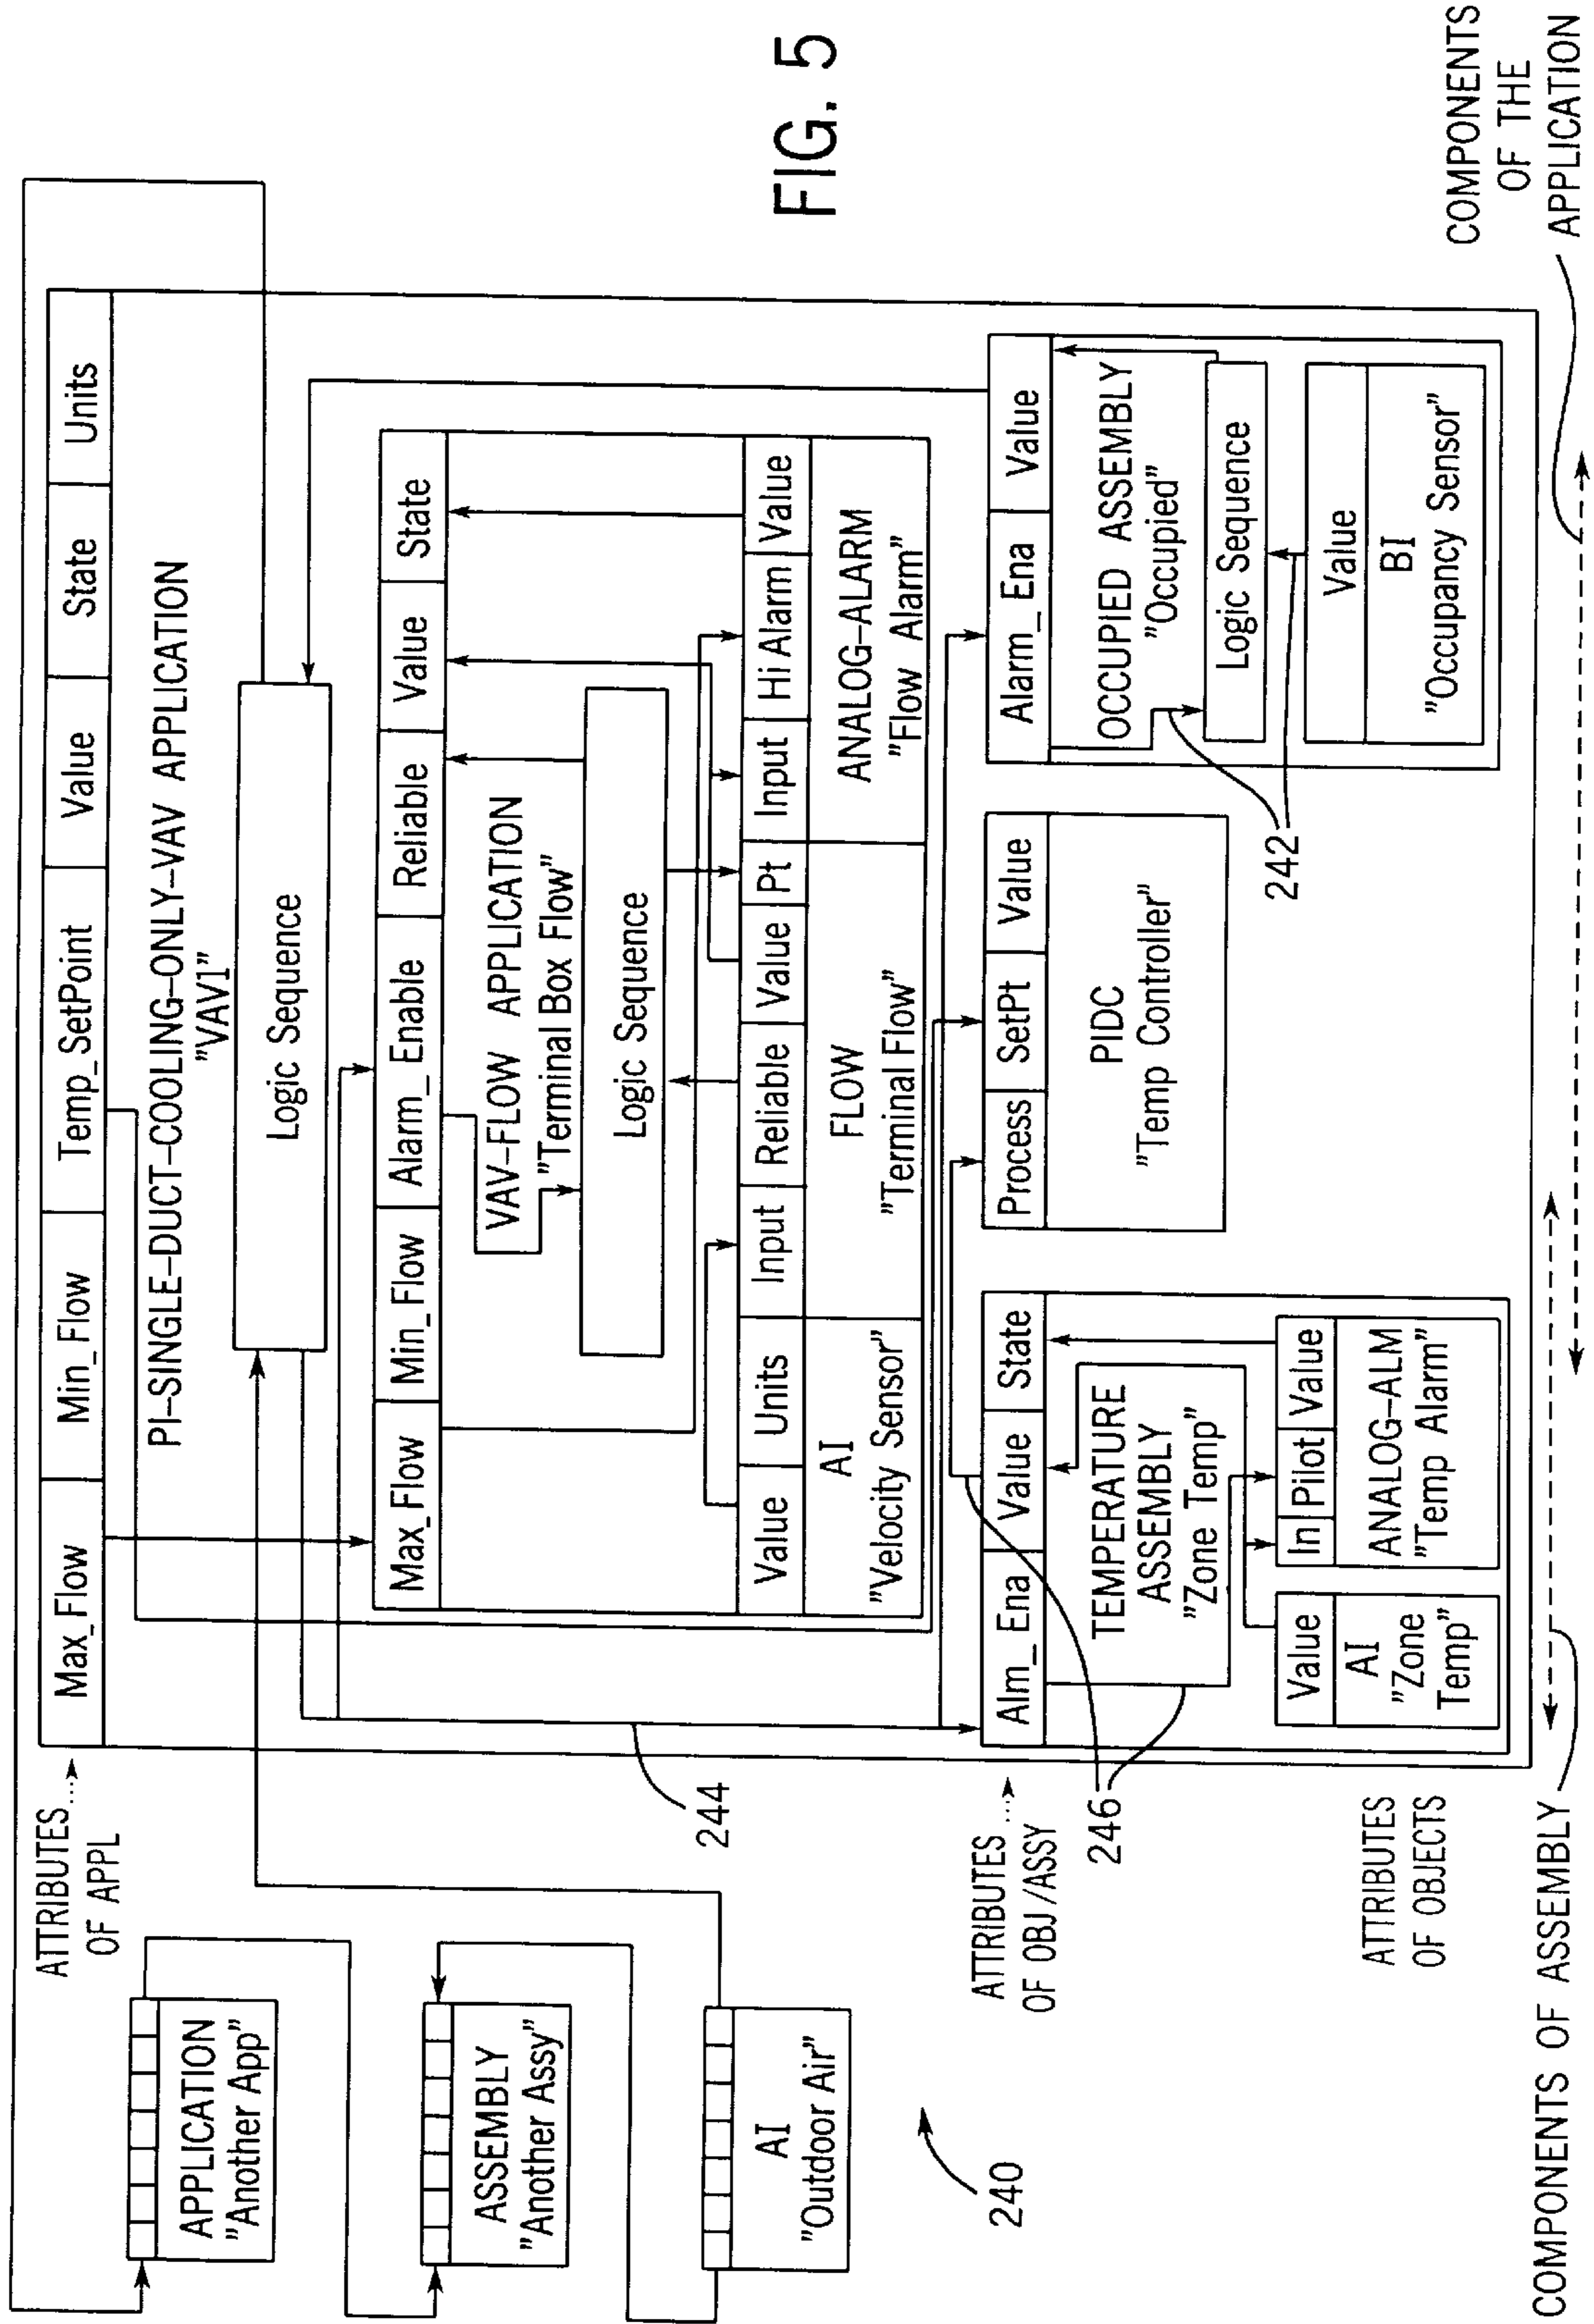 ATTRIBUTES
OF APPL
Max_Flow
Min_Flow
Temp_SetPoint
Value
State
Units
PI-SINGLE-DUCT-COOLING-ONLY-VAV APPLICATION
"VAV1"
Logic Sequence
APPLICATION
"Another App"
ASSEMBLY
"Another Assy"
AI
"Outdoor Air"
240
244
Max_Flow
Min_Flow
Alarm_Enable
Reliable
Value
State
VAV-FLOW APPLICATION
"Terminal Box Flow"
Logic Sequence
Value
Units
AI
"Velocity Sensor"
Input
Reliable
Value
Pt
FLOW
"Terminal Flow"
Input
Hi Alarm
Value
ANALOG-ALARM
"Flow Alarm"
ATTRIBUTES
OF OBJ/ASSY
246
Alm_Ena
Value
State
TEMPERATURE
ASSEMBLY
"Zone Temp"
Value
AI
"Zone
Temp"
In
Pilot
Value
ANALOG-ALM
"Temp Alarm"
Process
SetPt
Value
PIDC
"Temp Controller"
242
Alarm_Ena
Value
OCCUPIED ASSEMBLY
"Occupied"
Logic Sequence
Value
BI
"Occupancy Sensor"
ATTRIBUTES
OF OBJECTS
COMPONENTS OF ASSEMBLY
COMPONENTS
OF THE
APPLICATION
FIG. 5